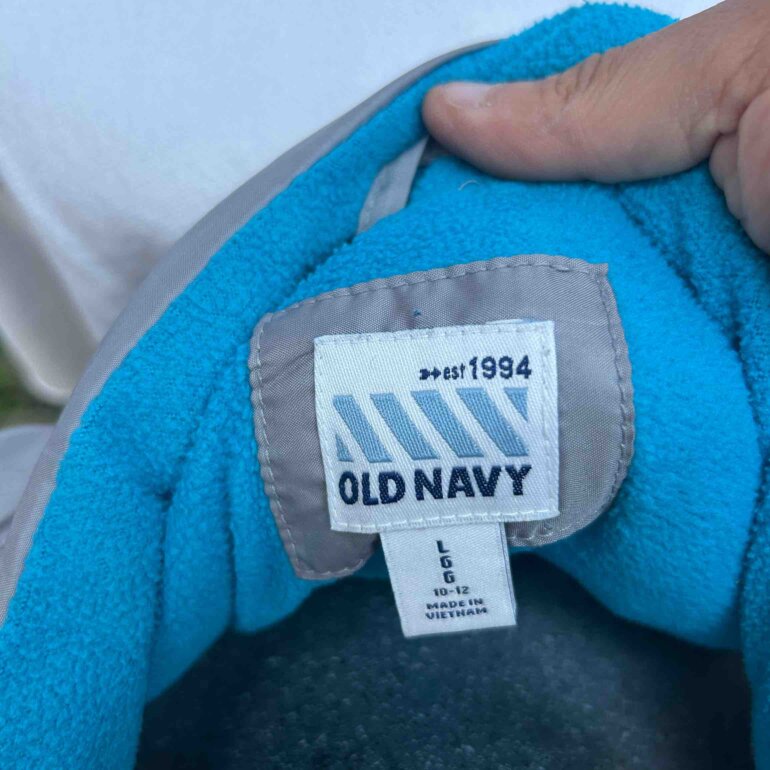 est 1994
OLD NAVY
L
G
G
10-12
MADE IN
VIETNAM